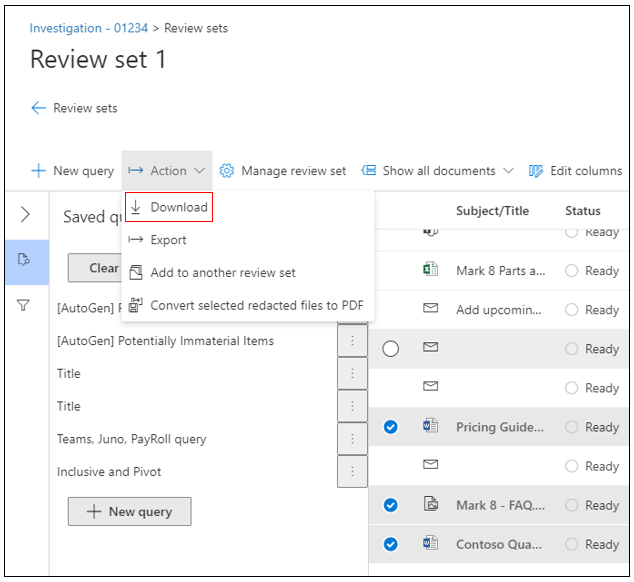 Investigation - 01234 > Review sets
Review set 1
Review sets
New query Action Manage review set Show all documents Edit columns
Download
Export
Add to another review set
Convert selected redacted files to PDF
Saved qu
Clear
[AutoGen]
[AutoGen] Potentially Immaterial Items
Title
Title
Teams, Juno, PayRoll query
Inclusive and Pivot
New query
Subject/Title Status
Ready
Mark 8 Parts a... Ready
Add upcomin... Ready
Ready
Ready
Pricing Guide... Ready
Ready
Mark 8 - FAQ.... Ready
Contoso Qua... Ready